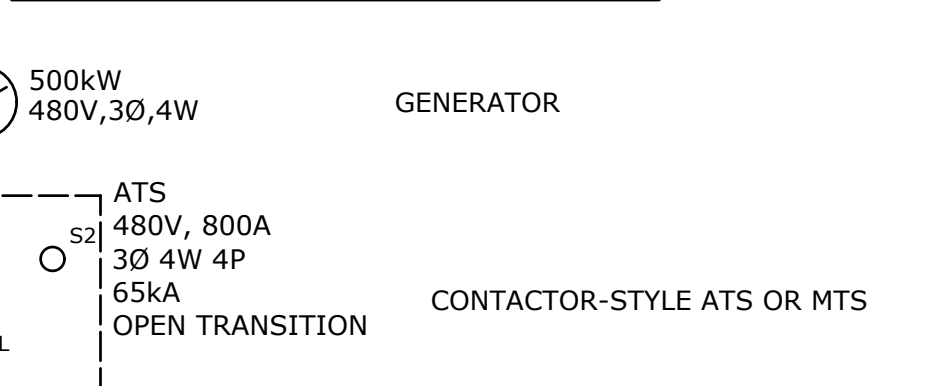 500kW
480V,3Ø,4W
GENERATOR
ATS
480V, 800A
S2
3Ø 4W 4P
65kA
OPEN TRANSITION
CONTACTOR-STYLE ATS OR MTS
L